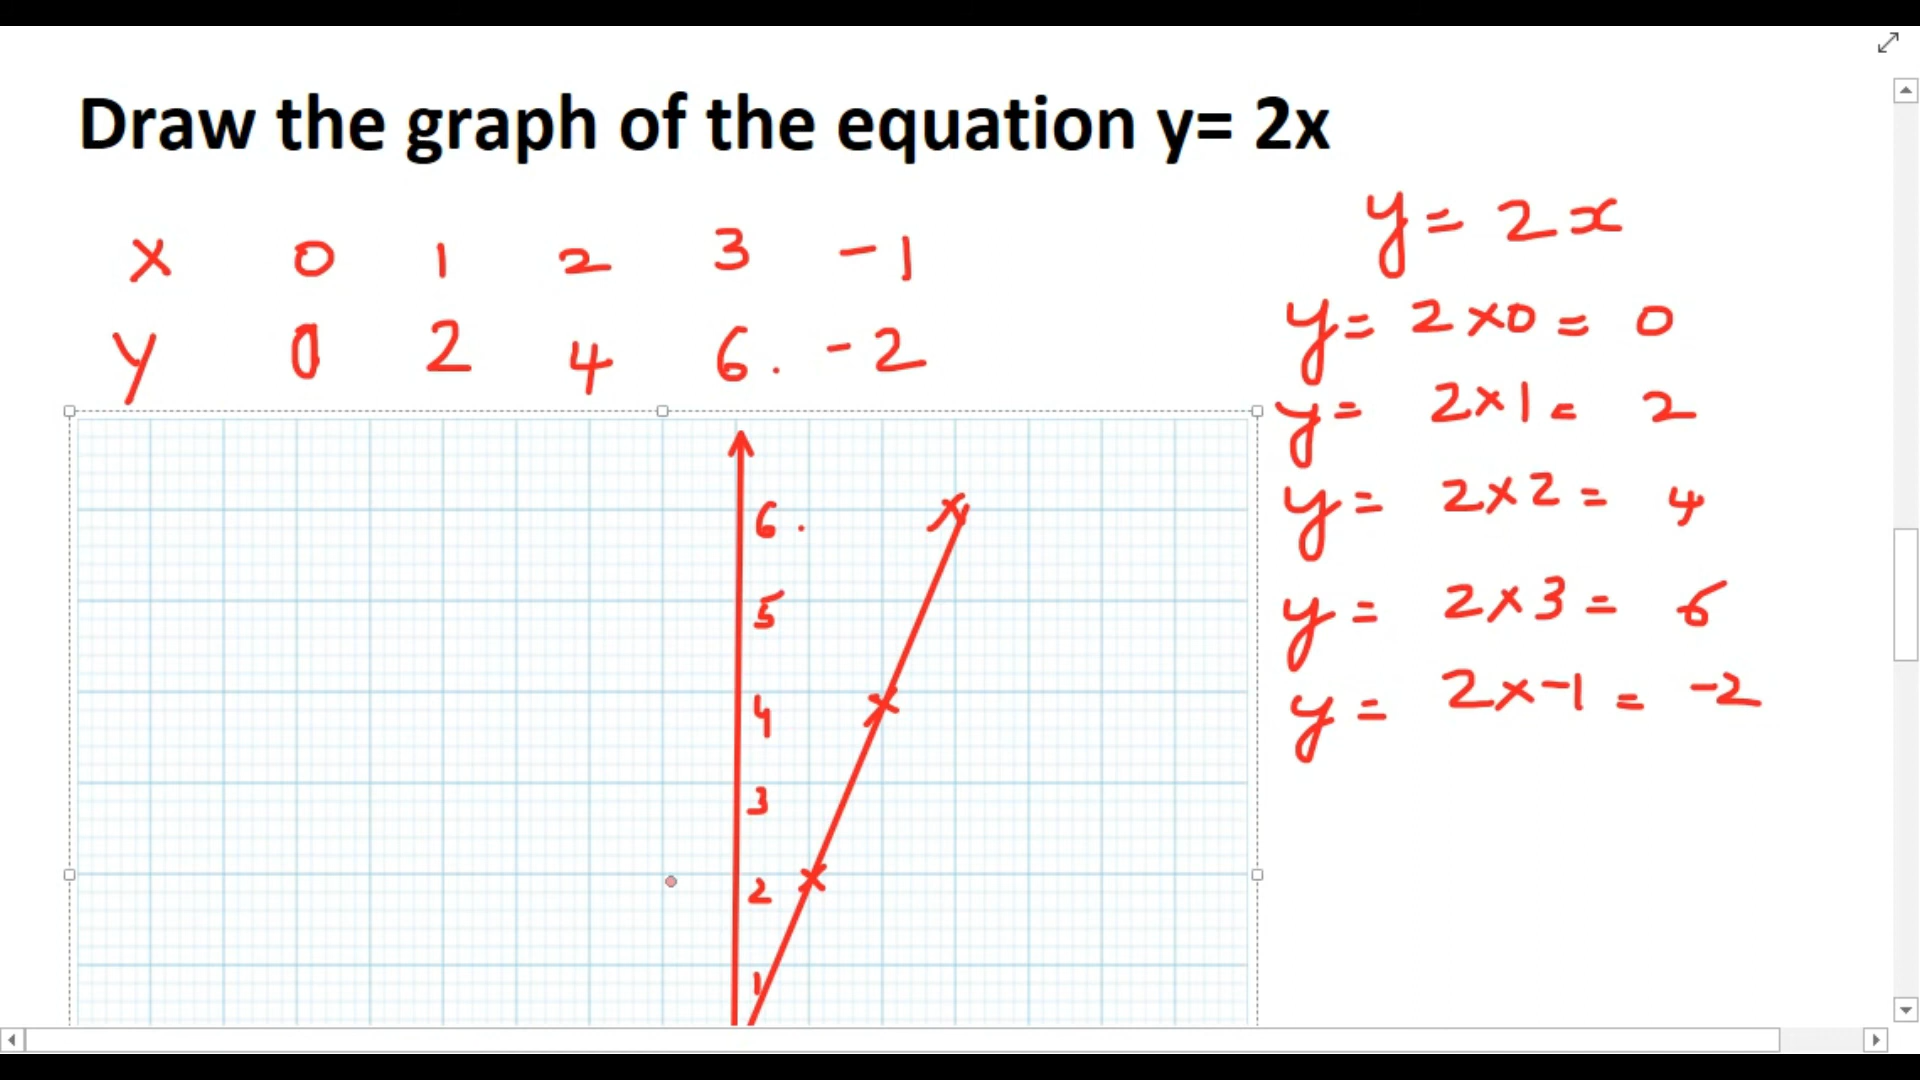 Draw the graph of the equation y= 2x
x 0 1 2 3 -1
y 0 2 4 6. -2
y = 2x
y = 2x0 = 0
y = 2x1 = 2
y = 2x2 = 4
y = 2x3 = 6
y = 2x-1 = -2
6.
5
4
3
2
1